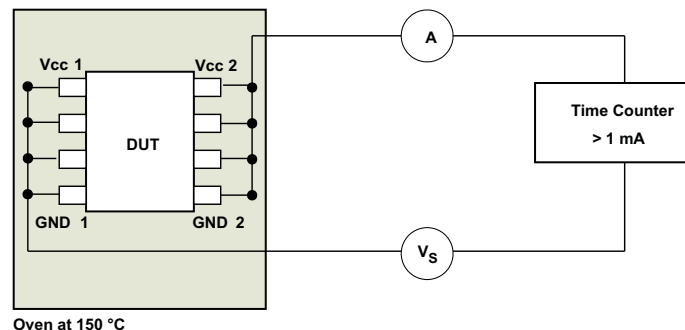 A
Vcc 1
Vcc 2
Time Counter
> 1 mA
DUT
GND 1
GND 2
VS
Oven at 150 °C